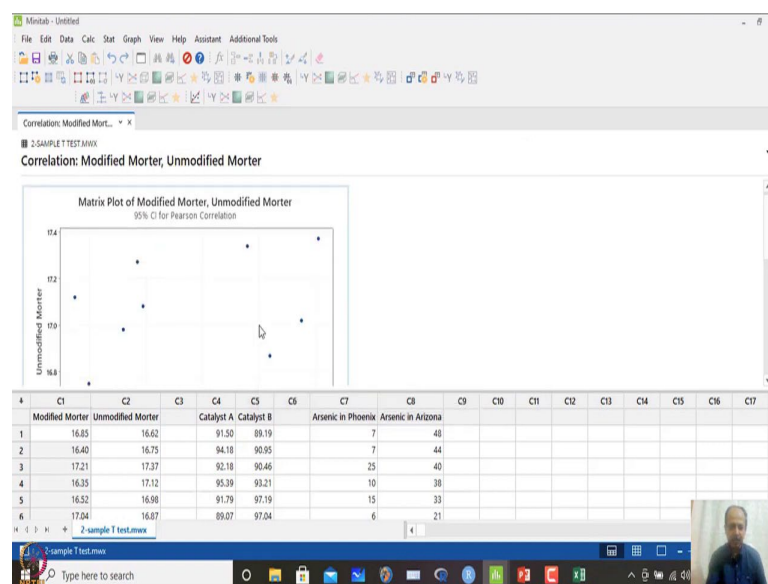 Minitab - Untitled
File Edit Data Calc Stat Graph View Help Assistant Additional Tools
Correlation: Modified Mort...
2-SAMPLE T TEST.MWX
Correlation: Modified Morter, Unmodified Morter
Matrix Plot of Modified Morter, Unmodified Morter
95% CI for Pearson Correlation
17.4
17.2
17.0
16.8
Unmodified Morter
C1 C2 C3 C4 C5 C6 C7 C8 C9 C10 C11 C12 C13 C14 C15 C16 C17
Modified Morter Unmodified Morter Catalyst A Catalyst B Arsenic in Phoenix Arsenic in Arizona
1 16.85 16.62 91.50 89.19 7 48
2 16.40 16.75 94.18 90.95 7 44
3 17.21 17.37 92.18 90.46 25 40
4 16.35 17.12 95.39 93.21 10 38
5 16.52 16.98 91.79 97.19 15 33
6 17.04 16.87 89.07 97.04 6 21
2-sample T test.mwx
2-sample T test.mwx
Type here to search